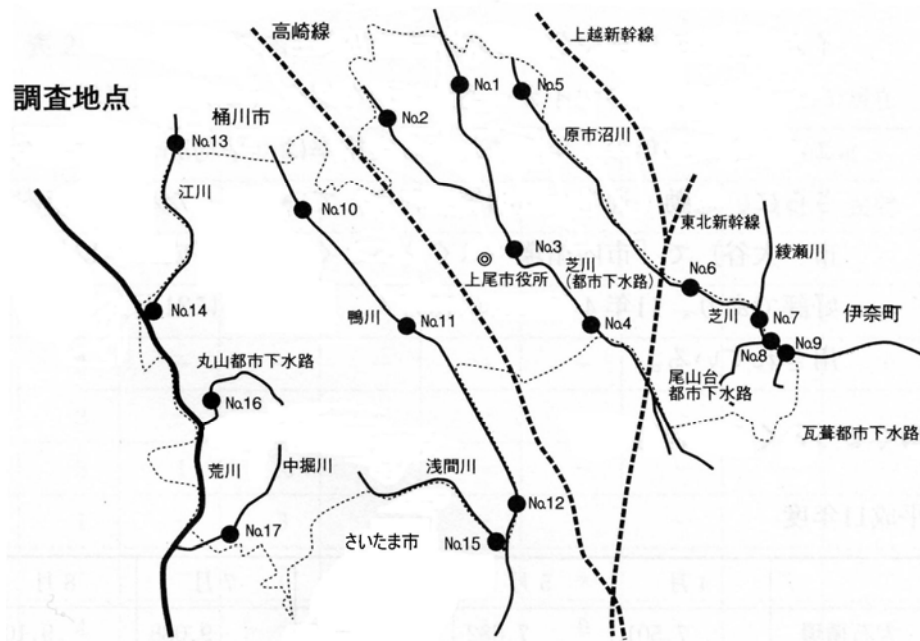 調査地点
高崎線
上越新幹線
No.1
No.5
No.2
桶川市
No.13
原市沼川
江川
No.10
東北新幹線
綾瀬川
No.3
上尾市役所
芝川
(都市下水路)
No.6
No.14
鴨川
No.11
No.4
芝川
No.7
伊奈町
No.8
No.9
丸山都市下水路
尾山台
都市下水路
No.16
瓦葺都市下水路
荒川
中堀川
浅間川
No.12
No.17
さいたま市
No.15